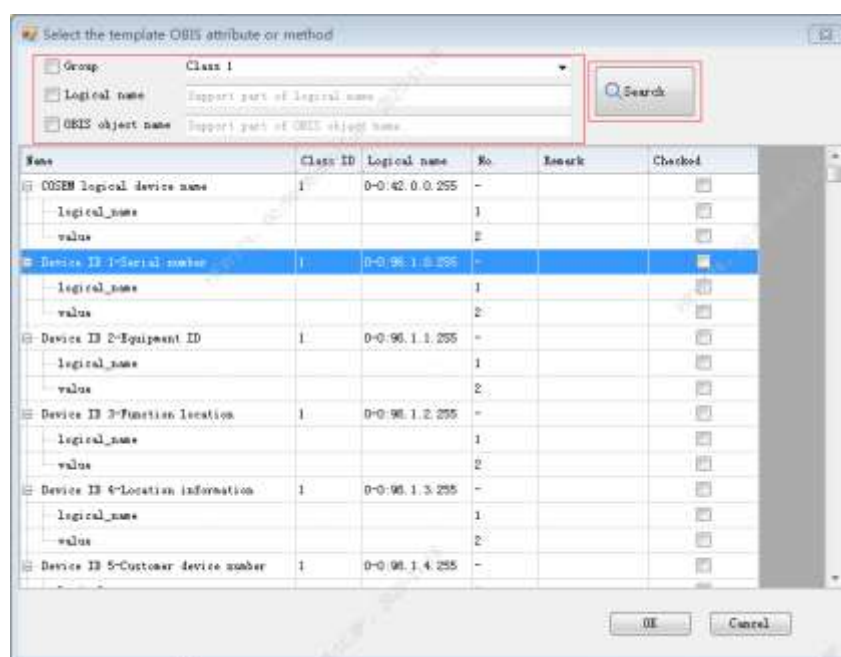 Select the template OBIS attribute or method
Group Class 1
Logical name Support part of logical name
OBIS object name Support part of OBIS object name
Search
Name Class ID Logical name No. Remark Checked
COSEM logical device name 1 0-0:42.0.0.255 -
logical_name 1
value 2
Device ID 1-Serial number 1 0-0:96.1.0.255 -
logical_name 1
value 2
Device ID 2-Equipment ID 1 0-0:96.1.1.255 -
logical_name 1
value 2
Device ID 3-Function location 1 0-0:96.1.2.255 -
logical_name 1
value 2
Device ID 4-Location information 1 0-0:96.1.3.255 -
logical_name 1
value 2
Device ID 5-Customer device number 1 0-0:96.1.4.255 -
OK Cancel